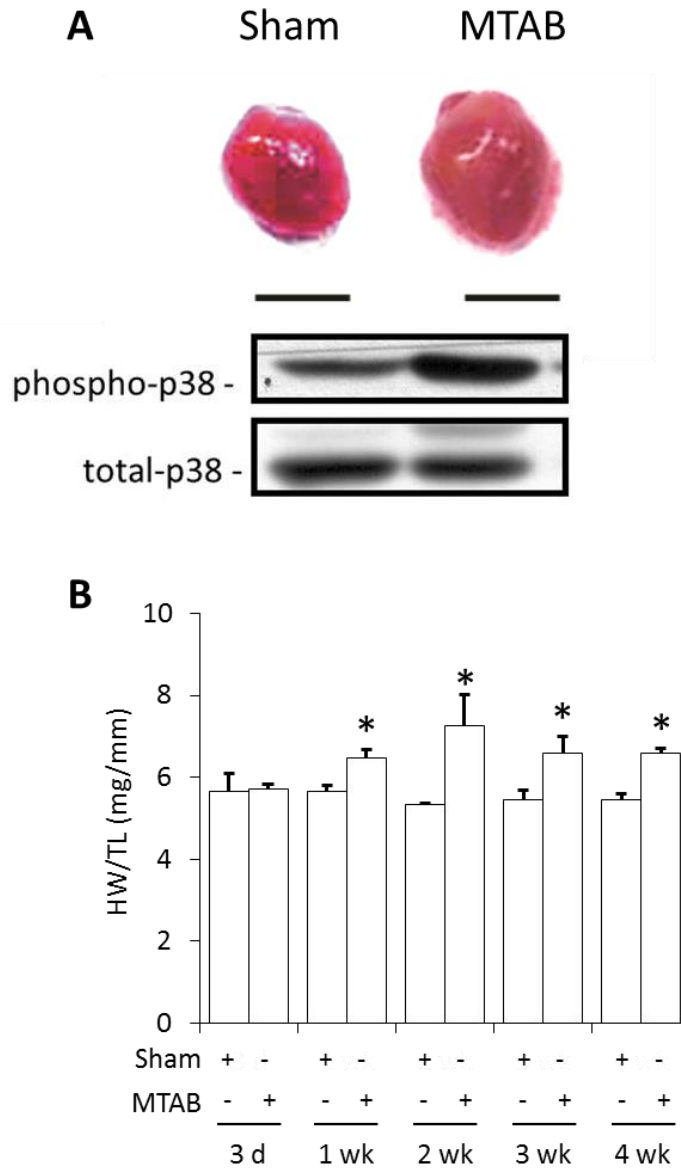 A Sham MTAB
phospho-p38 -
total-p38 -
B
HW/TL (mg/mm)
10
8
6
4
2
0
* * * *
Sham + - + - + - + - + -
MTAB - + - + - + - + - +
3 d 1 wk 2 wk 3 wk 4 wk